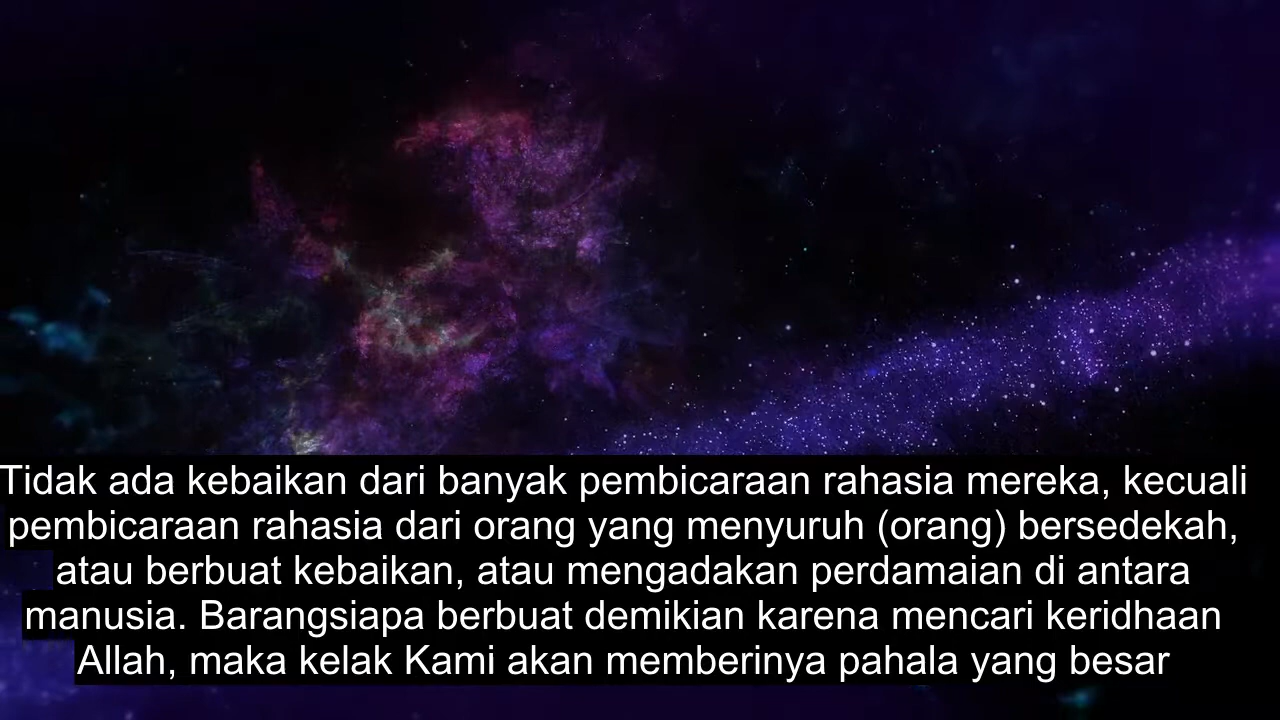 Tidak ada kebaikan dari banyak pembicaraan rahasia mereka, kecuali
pembicaraan rahasia dari orang yang menyuruh (orang) bersedekah,
atau berbuat kebaikan, atau mengadakan perdamaian di antara
manusia. Barangsiapa berbuat demikian karena mencari keridhaan
Allah, maka kelak Kami akan memberinya pahala yang besar